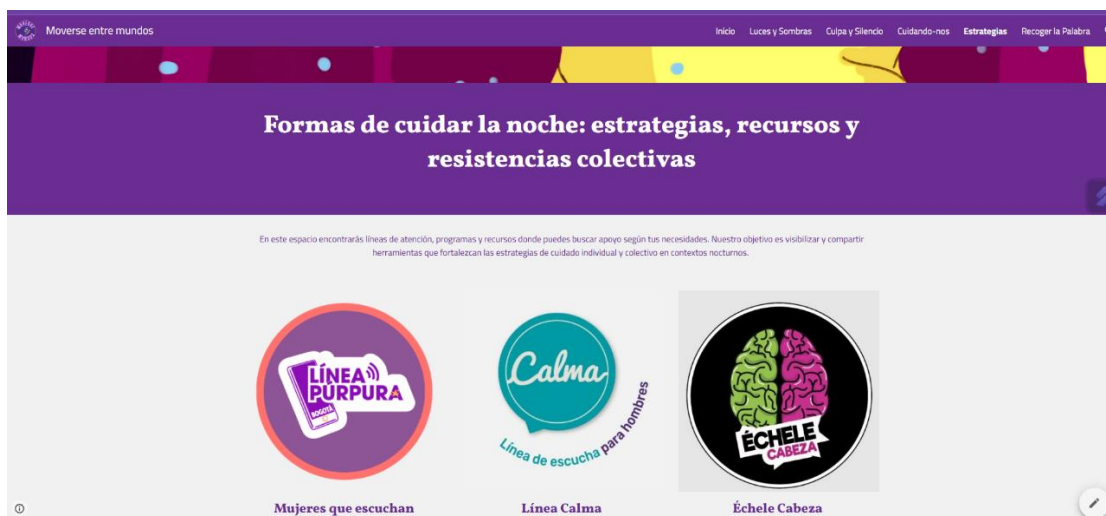 Moverse entre mundos
Inicio Luces y Sombras Culpa y Silencio Cuidando-nos Estrategias Recoger la Palabra
Formas de cuidar la noche: estrategias, recursos y
resistencias colectivas
En este espacio encontrarás líneas de atención, programas y recursos donde puedes buscar apoyo según tus necesidades. Nuestro objetivo es visibilizar y compartir
herramientas que fortalezcan las estrategias de cuidado individual y colectivo en contextos nocturnos.
LÍNEA
PÚRPURA
BOGOTÁ
Calma
Línea de escucha para hombres
ÉCHELE
CABEZA
Mujeres que escuchan
Línea Calma
Échele Cabeza